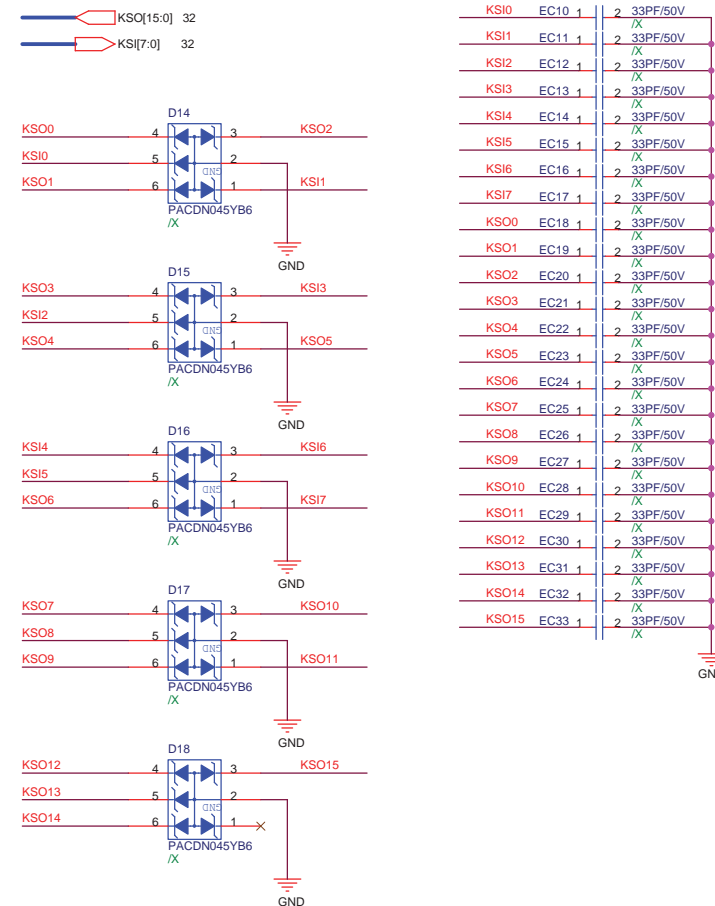 KSO[15:0] 32
KSI[7:0] 32
D14
KSO0 4 3 KSO2
KSI0 5 2
GND
KSO1 6 1 KSI1
PACDN045YB6
/X
GND
D15
KSO3 4 3 KSI3
KSI2 5 2
GND
KSO4 6 1 KSO5
PACDN045YB6
/X
GND
D16
KSI4 4 3 KSI6
KSI5 5 2
GND
KSO6 6 1 KSI7
PACDN045YB6
/X
GND
D17
KSO7 4 3 KSO10
KSO8 5 2
GND
KSO9 6 1 KSO11
PACDN045YB6
/X
GND
D18
KSO12 4 3 KSO15
KSO13 5 2
GND
KSO14 6 1
PACDN045YB6
/X
GND
KSI0 EC10 1 2 33PF/50V
/X
KSI1 EC11 1 2 33PF/50V
/X
KSI2 EC12 1 2 33PF/50V
/X
KSI3 EC13 1 2 33PF/50V
/X
KSI4 EC14 1 2 33PF/50V
/X
KSI5 EC15 1 2 33PF/50V
/X
KSI6 EC16 1 2 33PF/50V
/X
KSI7 EC17 1 2 33PF/50V
/X
KSO0 EC18 1 2 33PF/50V
/X
KSO1 EC19 1 2 33PF/50V
/X
KSO2 EC20 1 2 33PF/50V
/X
KSO3 EC21 1 2 33PF/50V
/X
KSO4 EC22 1 2 33PF/50V
/X
KSO5 EC23 1 2 33PF/50V
/X
KSO6 EC24 1 2 33PF/50V
/X
KSO7 EC25 1 2 33PF/50V
/X
KSO8 EC26 1 2 33PF/50V
/X
KSO9 EC27 1 2 33PF/50V
/X
KSO10 EC28 1 2 33PF/50V
/X
KSO11 EC29 1 2 33PF/50V
/X
KSO12 EC30 1 2 33PF/50V
/X
KSO13 EC31 1 2 33PF/50V
/X
KSO14 EC32 1 2 33PF/50V
/X
KSO15 EC33 1 2 33PF/50V
/X
GN